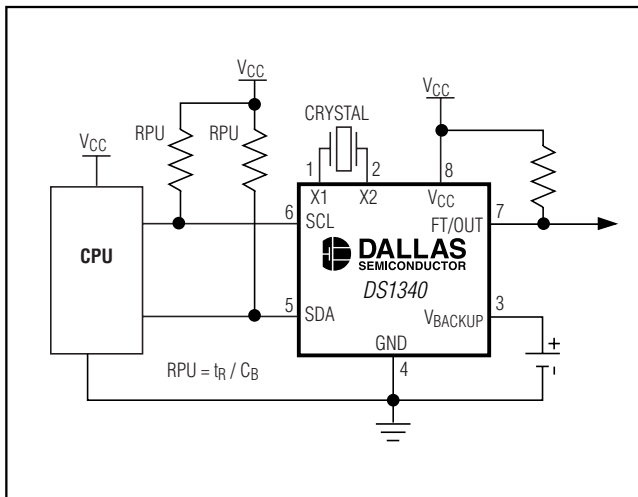 VCC
VCC
CRYSTAL
RPU
RPU
VCC
1
2
8
X1
X2
VCC
6
SCL
7
FT/OUT
CPU
DALLAS
SEMICONDUCTOR
DS1340
5
SDA
3
VBACKUP
GND
4
+
-
RPU = tR / CB